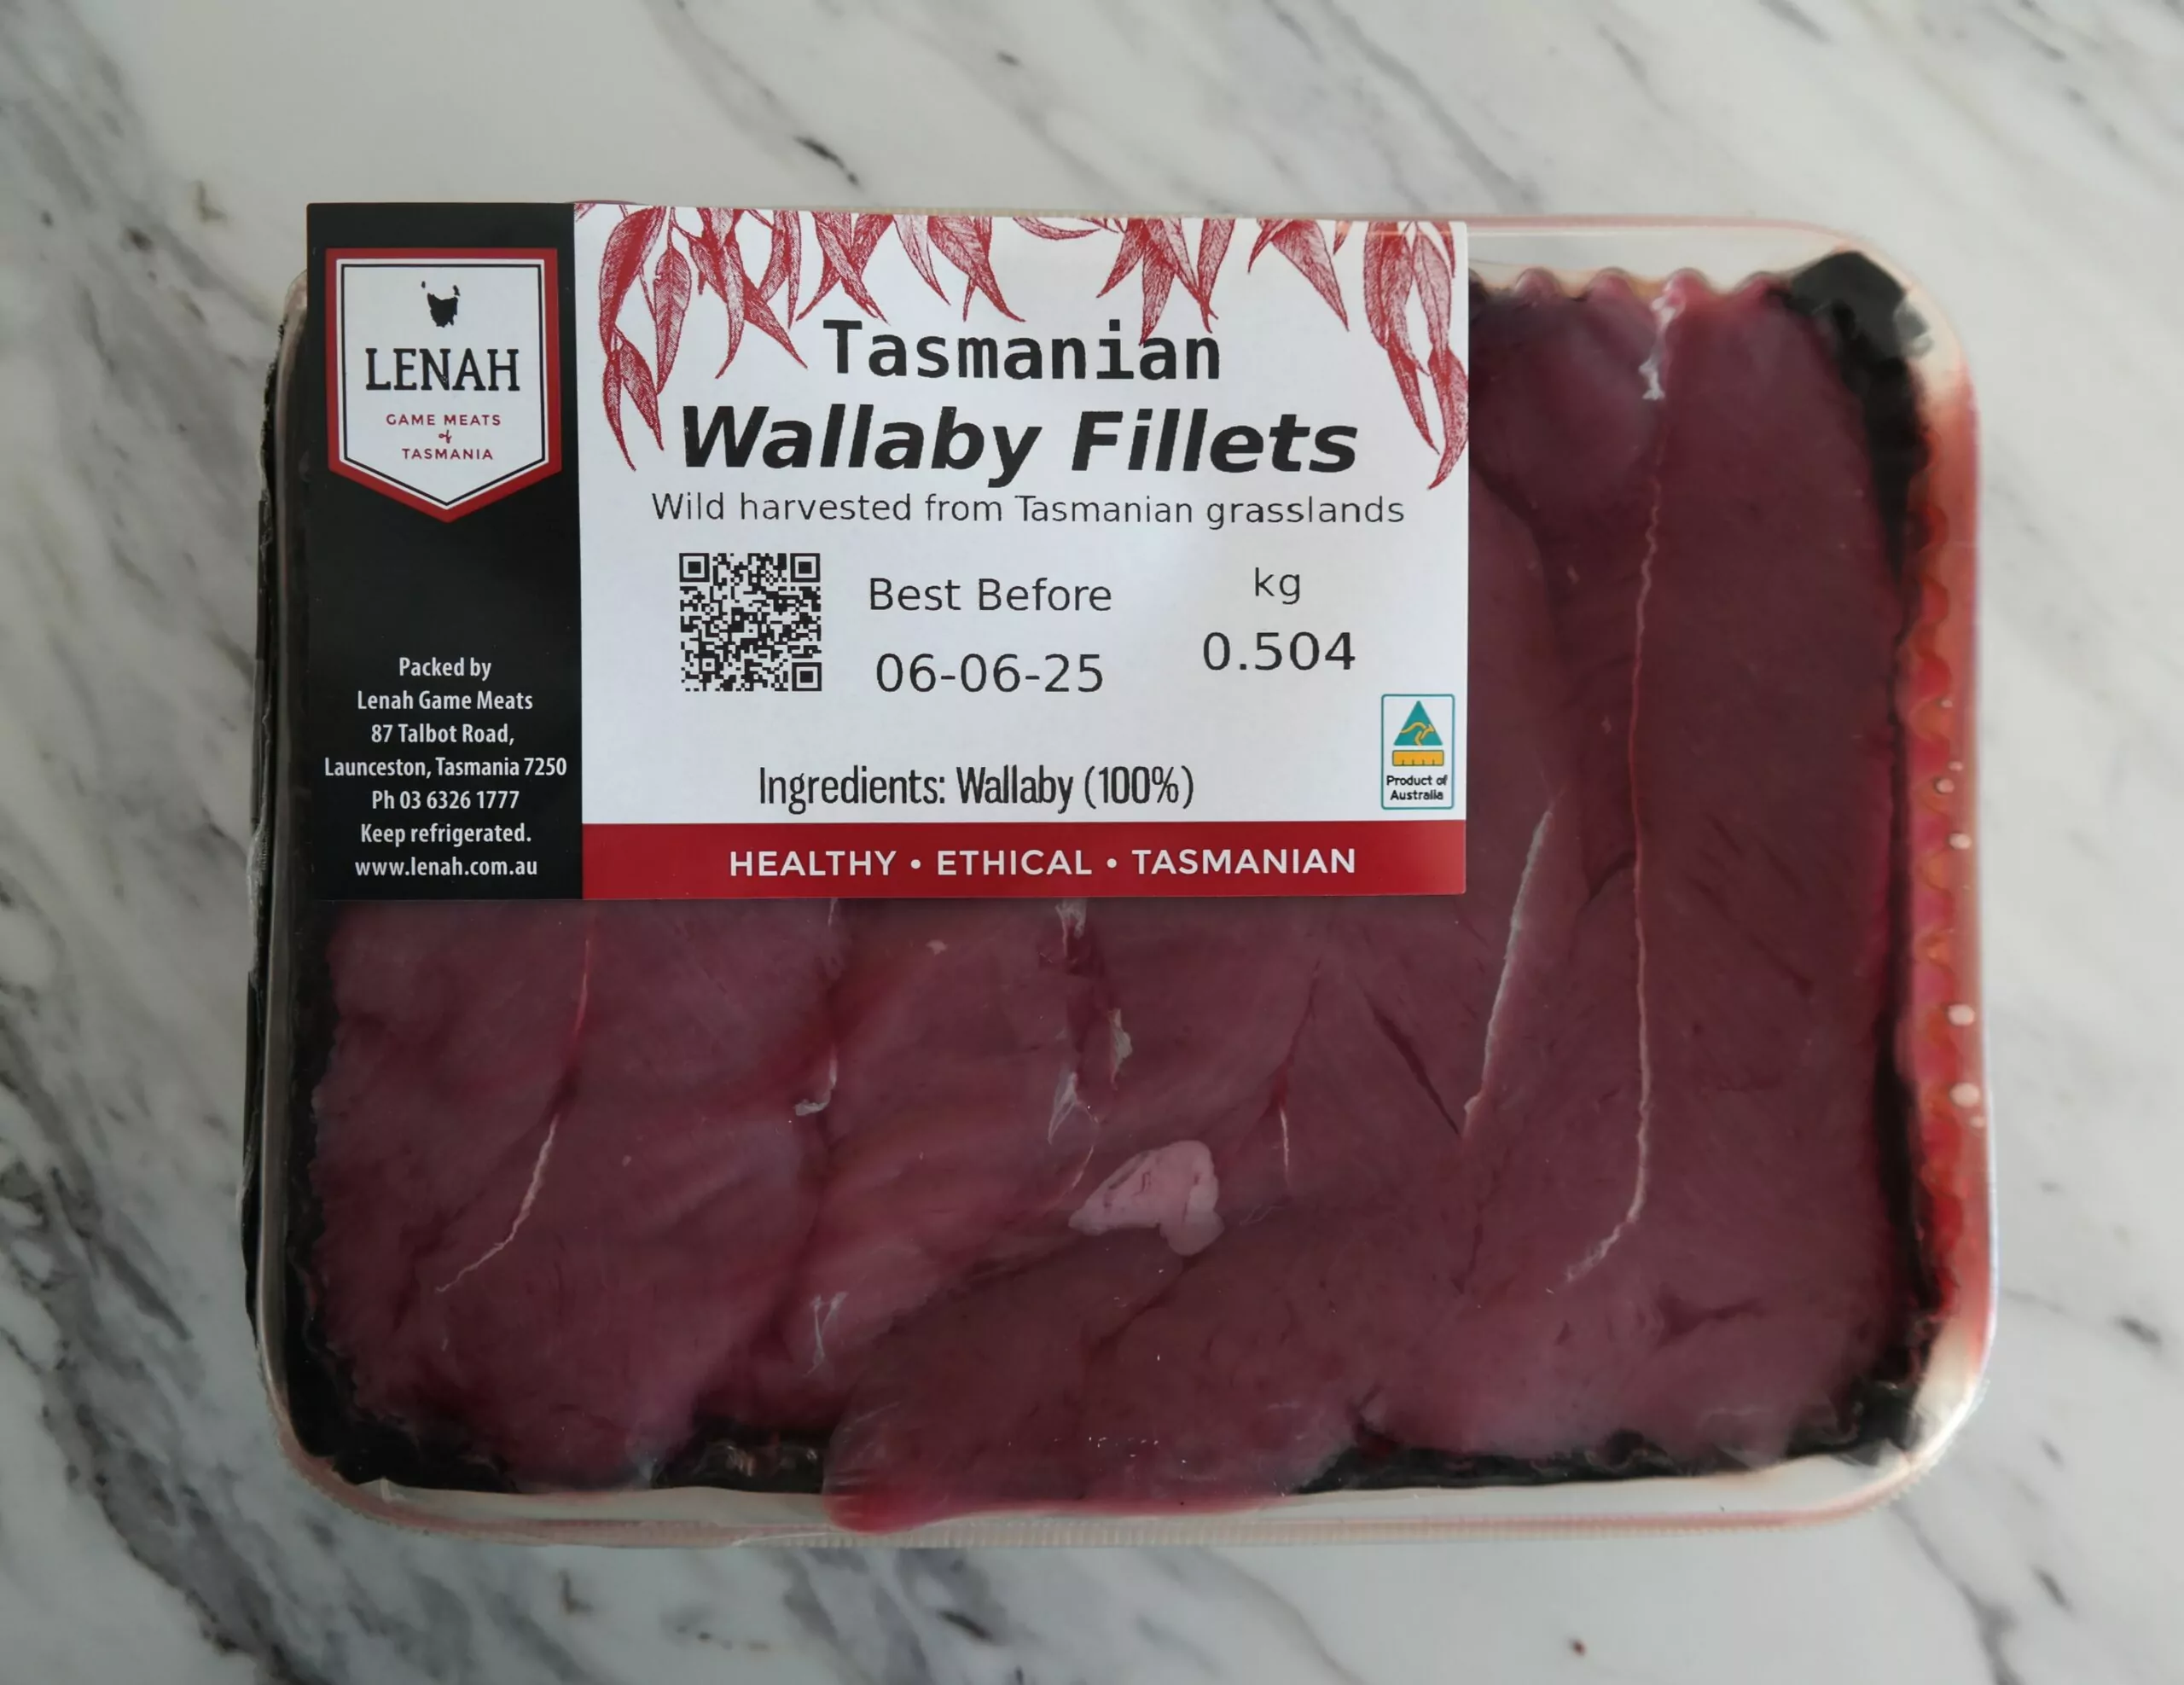 LENAH
GAME MEATS
of
TASMANIA
Packed by
Lenah Game Meats
87 Talbot Road,
Launceston, Tasmania 7250
Ph 03 6326 1777
Keep refrigerated.
www.lenah.com.au
Tasmanian
Wallaby Fillets
Wild harvested from Tasmanian grasslands
Best Before
06-06-25
kg
0.504
Product of
Australia
Ingredients: Wallaby (100%)
HEALTHY • ETHICAL • TASMANIAN